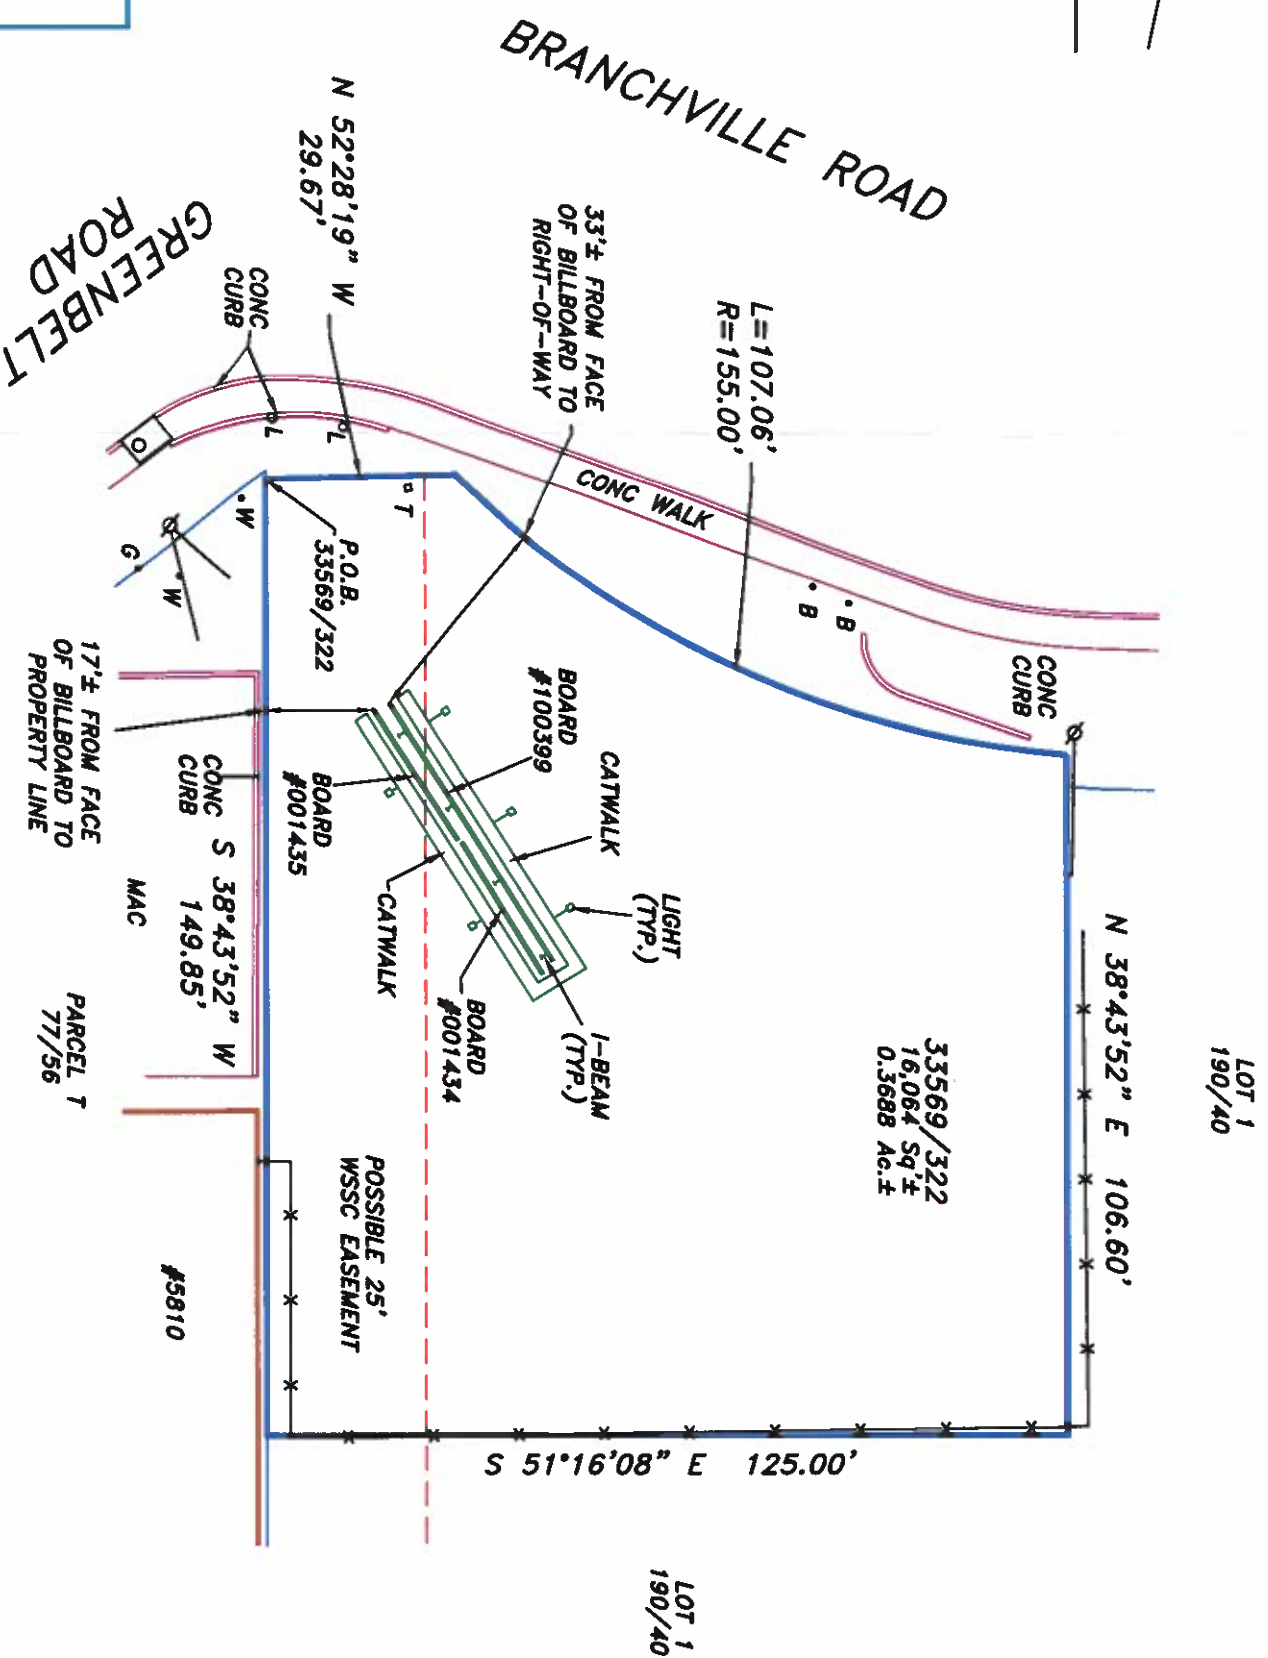 BRANCHVILLE ROAD
GREENBELT
ROAD
N 52°28'19" W
29.67'
CONC
CURB
33'± FROM FACE
OF BILLBOARD TO
RIGHT-OF-WAY
L=107.06'
R=155.00'
CONC WALK
L
L
T
W
G
W
B
B
CONC
CURB
P.O.B.
33569/322
17'± FROM FACE
OF BILLBOARD TO
PROPERTY LINE
CONC
CURB
BOARD
#100399
BOARD
#001435
CATWALK
CATWALK
LIGHT
(TYP.)
BOARD
#001434
I-BEAM
(TYP.)
S 38°43'52" W
149.85'
MAC
PARCEL T
77/56
N 38°43'52" E 106.60'
LOT 1
190/40
33569/322
16,064 Sq'±
0.3688 Ac.±
POSSIBLE 25'
WSSC EASEMENT
#5810
S 51°16'08" E 125.00'
LOT 1
190/40